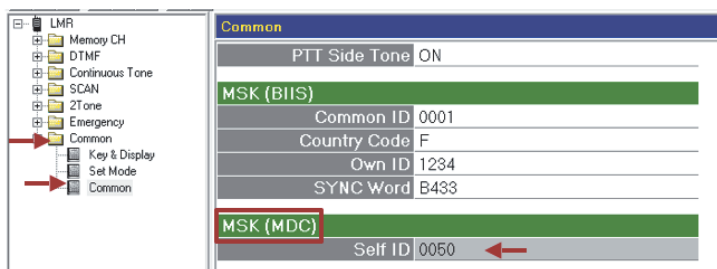 LMR
Memory CH
DTMF
Continuous Tone
SCAN
2Tone
Emergency
Common
Key & Display
Set Mode
Common
Common
PTT Side Tone ON
MSK (BIIS)
Common ID 0001
Country Code F
Own ID 1234
SYNC Word B433
MSK (MDC)
Self ID 0050